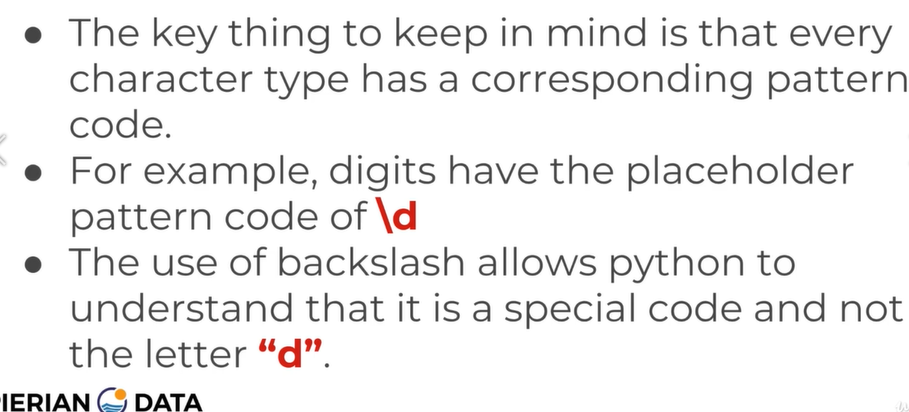 ● The key thing to keep in mind is that every
character type has a corresponding pattern
code.
● For example, digits have the placeholder
pattern code of \d
● The use of backslash allows python to
understand that it is a special code and not
the letter “d”.
IERIAN DATA